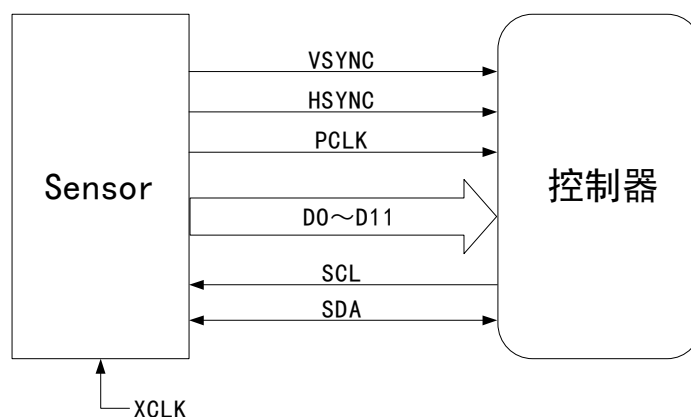 VSYNC
HSYNC
PCLK
Sensor
控制器
D0～D11
SCL
SDA
XCLK